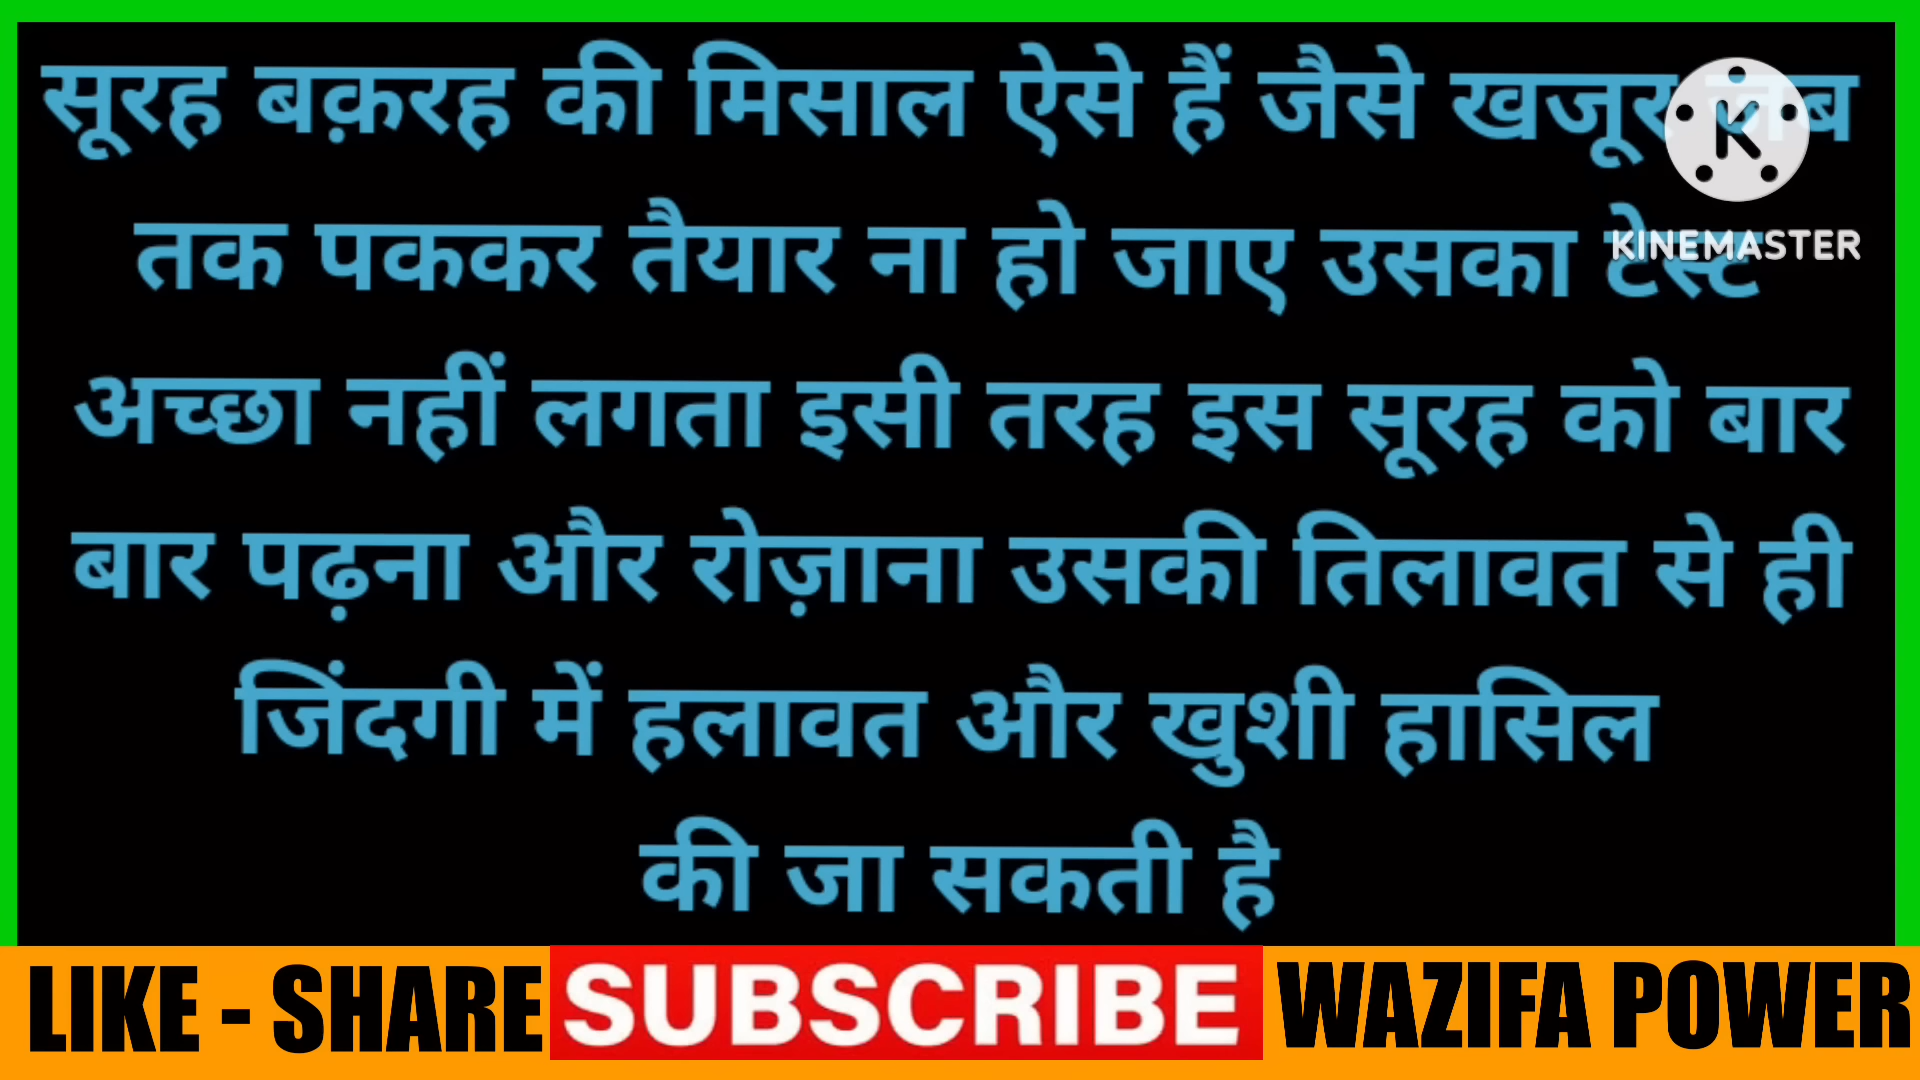 सूरह बक़रह की मिसाल ऐसे हैं जैसे खजूर जब
तक पककर तैयार ना हो जाए उसका टेस्ट
KINEMASTER
अच्छा नहीं लगता इसी तरह इस सूरह को बार
बार पढ़ना और रोज़ाना उसकी तिलावत से ही
जिंदगी में हलावत और खुशी हासिल
की जा सकती है
LIKE - SHARE SUBSCRIBE WAZIFA POWER